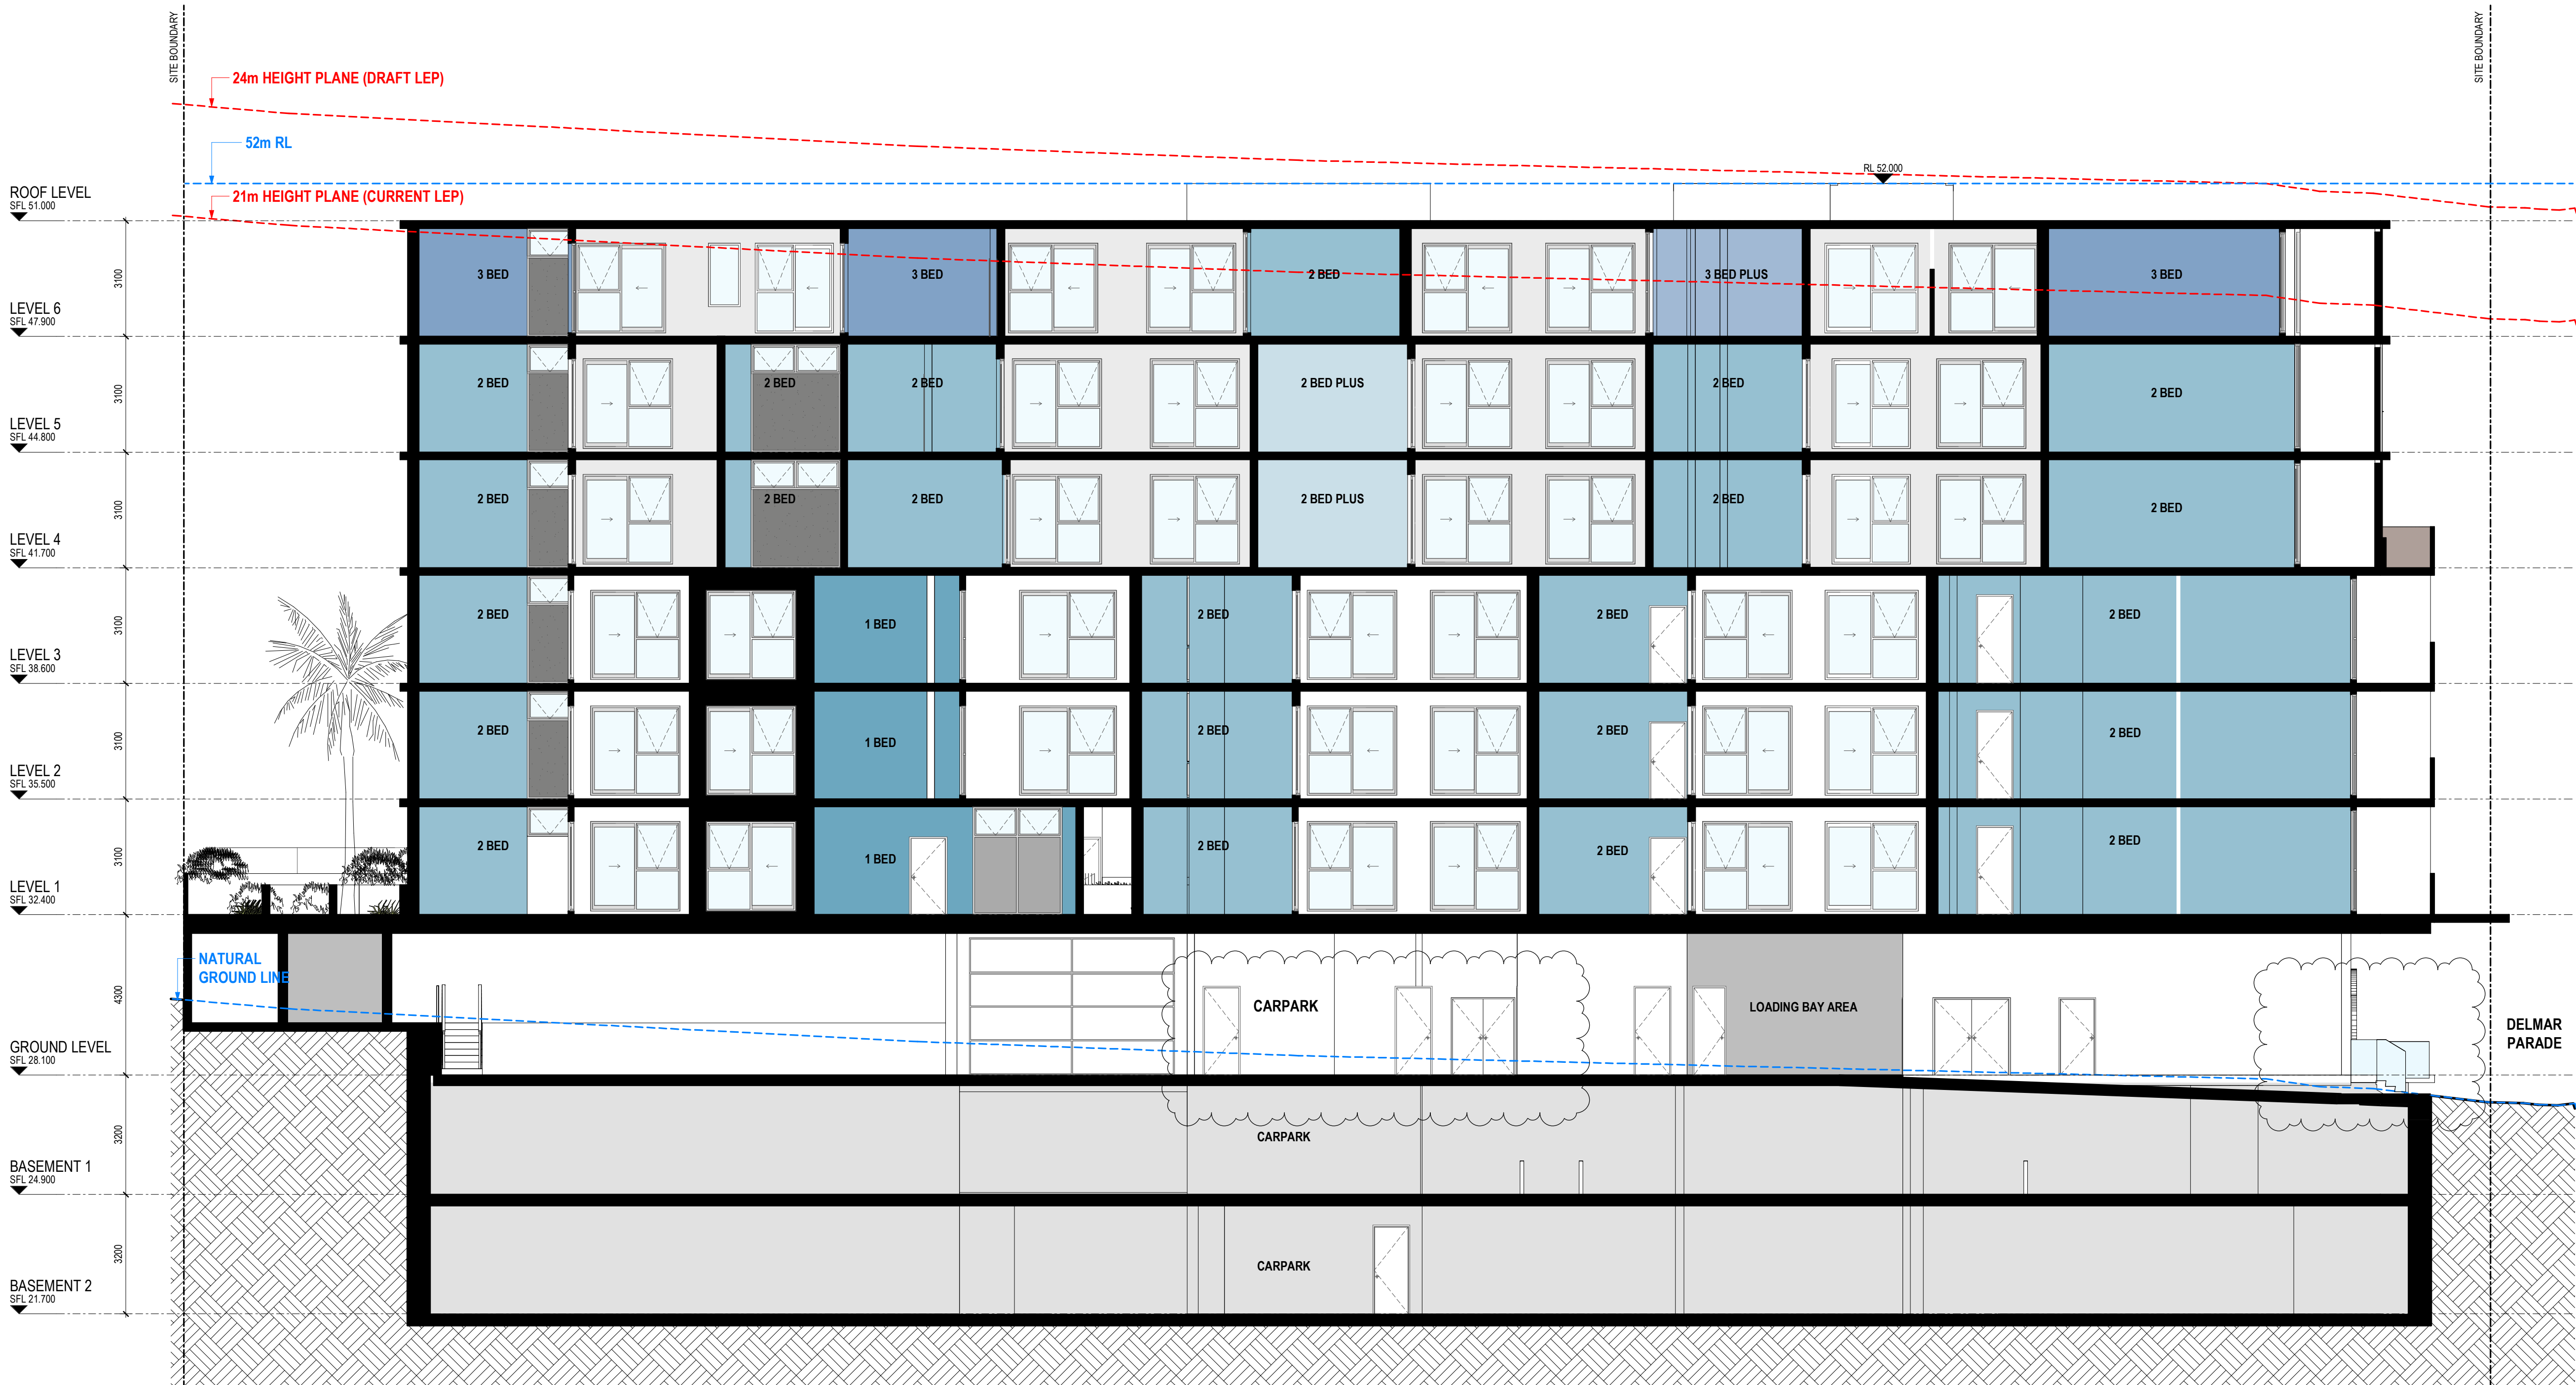 SITE BOUNDARY
SITE BOUNDARY
24m HEIGHT PLANE (DRAFT LEP)
52m RL
RL 52.000
ROOF LEVEL
SFL 51.000
21m HEIGHT PLANE (CURRENT LEP)
3100
3 BED
3 BED
2 BED
3 BED PLUS
3 BED
LEVEL 6
SFL 47.900
3100
2 BED
2 BED
2 BED
2 BED PLUS
2 BED
2 BED
LEVEL 5
SFL 44.800
3100
2 BED
2 BED
2 BED
2 BED PLUS
2 BED
2 BED
LEVEL 4
SFL 41.700
3100
2 BED
1 BED
2 BED
2 BED
2 BED
LEVEL 3
SFL 38.600
3100
2 BED
1 BED
2 BED
2 BED
2 BED
LEVEL 2
SFL 35.500
3100
2 BED
1 BED
2 BED
2 BED
2 BED
LEVEL 1
SFL 32.400
NATURAL
GROUND LINE
4300
CARPARK
LOADING BAY AREA
DELMAR
PARADE
GROUND LEVEL
SFL 28.100
3200
CARPARK
BASEMENT 1
SFL 24.900
3200
CARPARK
BASEMENT 2
SFL 21.700